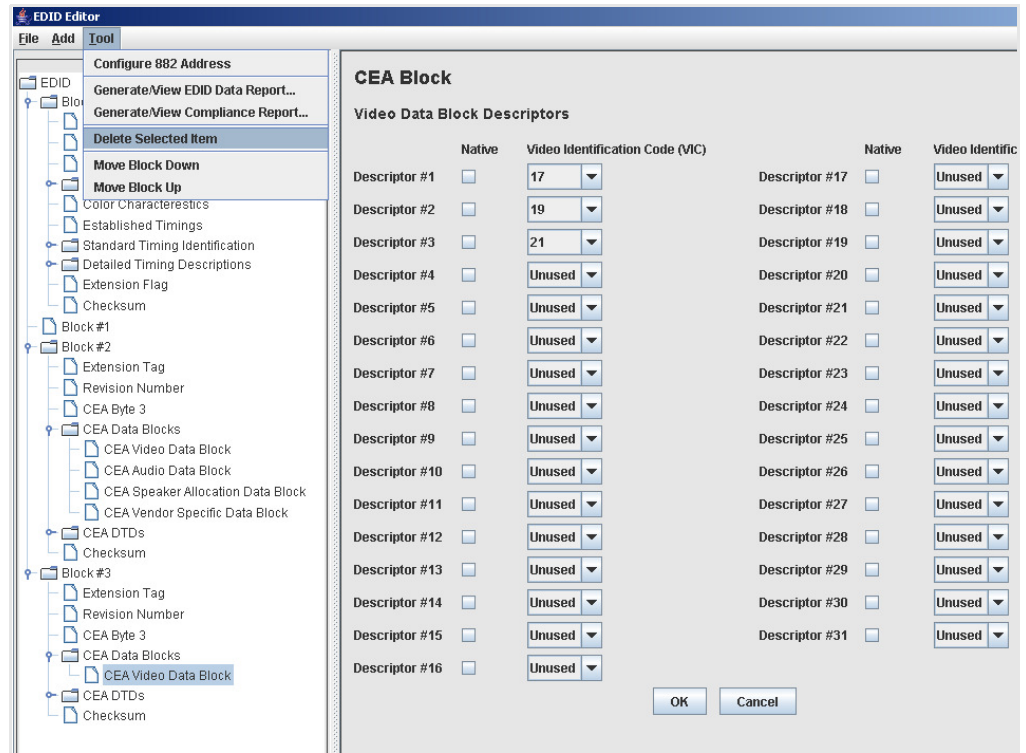 EDID Editor
File Add Tool
Configure 882 Address
Generate/View EDID Data Report...
Generate/View Compliance Report...
Delete Selected Item
Move Block Down
Move Block Up
EDID
Color Characterestics
Established Timings
Standard Timing Identification
Detailed Timing Descriptions
Extension Flag
Checksum
Block #1
Block #2
Extension Tag
Revision Number
CEA Byte 3
CEA Data Blocks
CEA Video Data Block
CEA Audio Data Block
CEA Speaker Allocation Data Block
CEA Vendor Specific Data Block
CEA DTDs
Checksum
Block #3
Extension Tag
Revision Number
CEA Byte 3
CEA Data Blocks
CEA Video Data Block
CEA DTDs
Checksum
CEA Block
Video Data Block Descriptors
Native Video Identification Code (VIC) Native Video Identific
Descriptor #1 17 Descriptor #17 Unused
Descriptor #2 19 Descriptor #18 Unused
Descriptor #3 21 Descriptor #19 Unused
Descriptor #4 Unused Descriptor #20 Unused
Descriptor #5 Unused Descriptor #21 Unused
Descriptor #6 Unused Descriptor #22 Unused
Descriptor #7 Unused Descriptor #23 Unused
Descriptor #8 Unused Descriptor #24 Unused
Descriptor #9 Unused Descriptor #25 Unused
Descriptor #10 Unused Descriptor #26 Unused
Descriptor #11 Unused Descriptor #27 Unused
Descriptor #12 Unused Descriptor #28 Unused
Descriptor #13 Unused Descriptor #29 Unused
Descriptor #14 Unused Descriptor #30 Unused
Descriptor #15 Unused Descriptor #31 Unused
Descriptor #16 Unused
OK Cancel